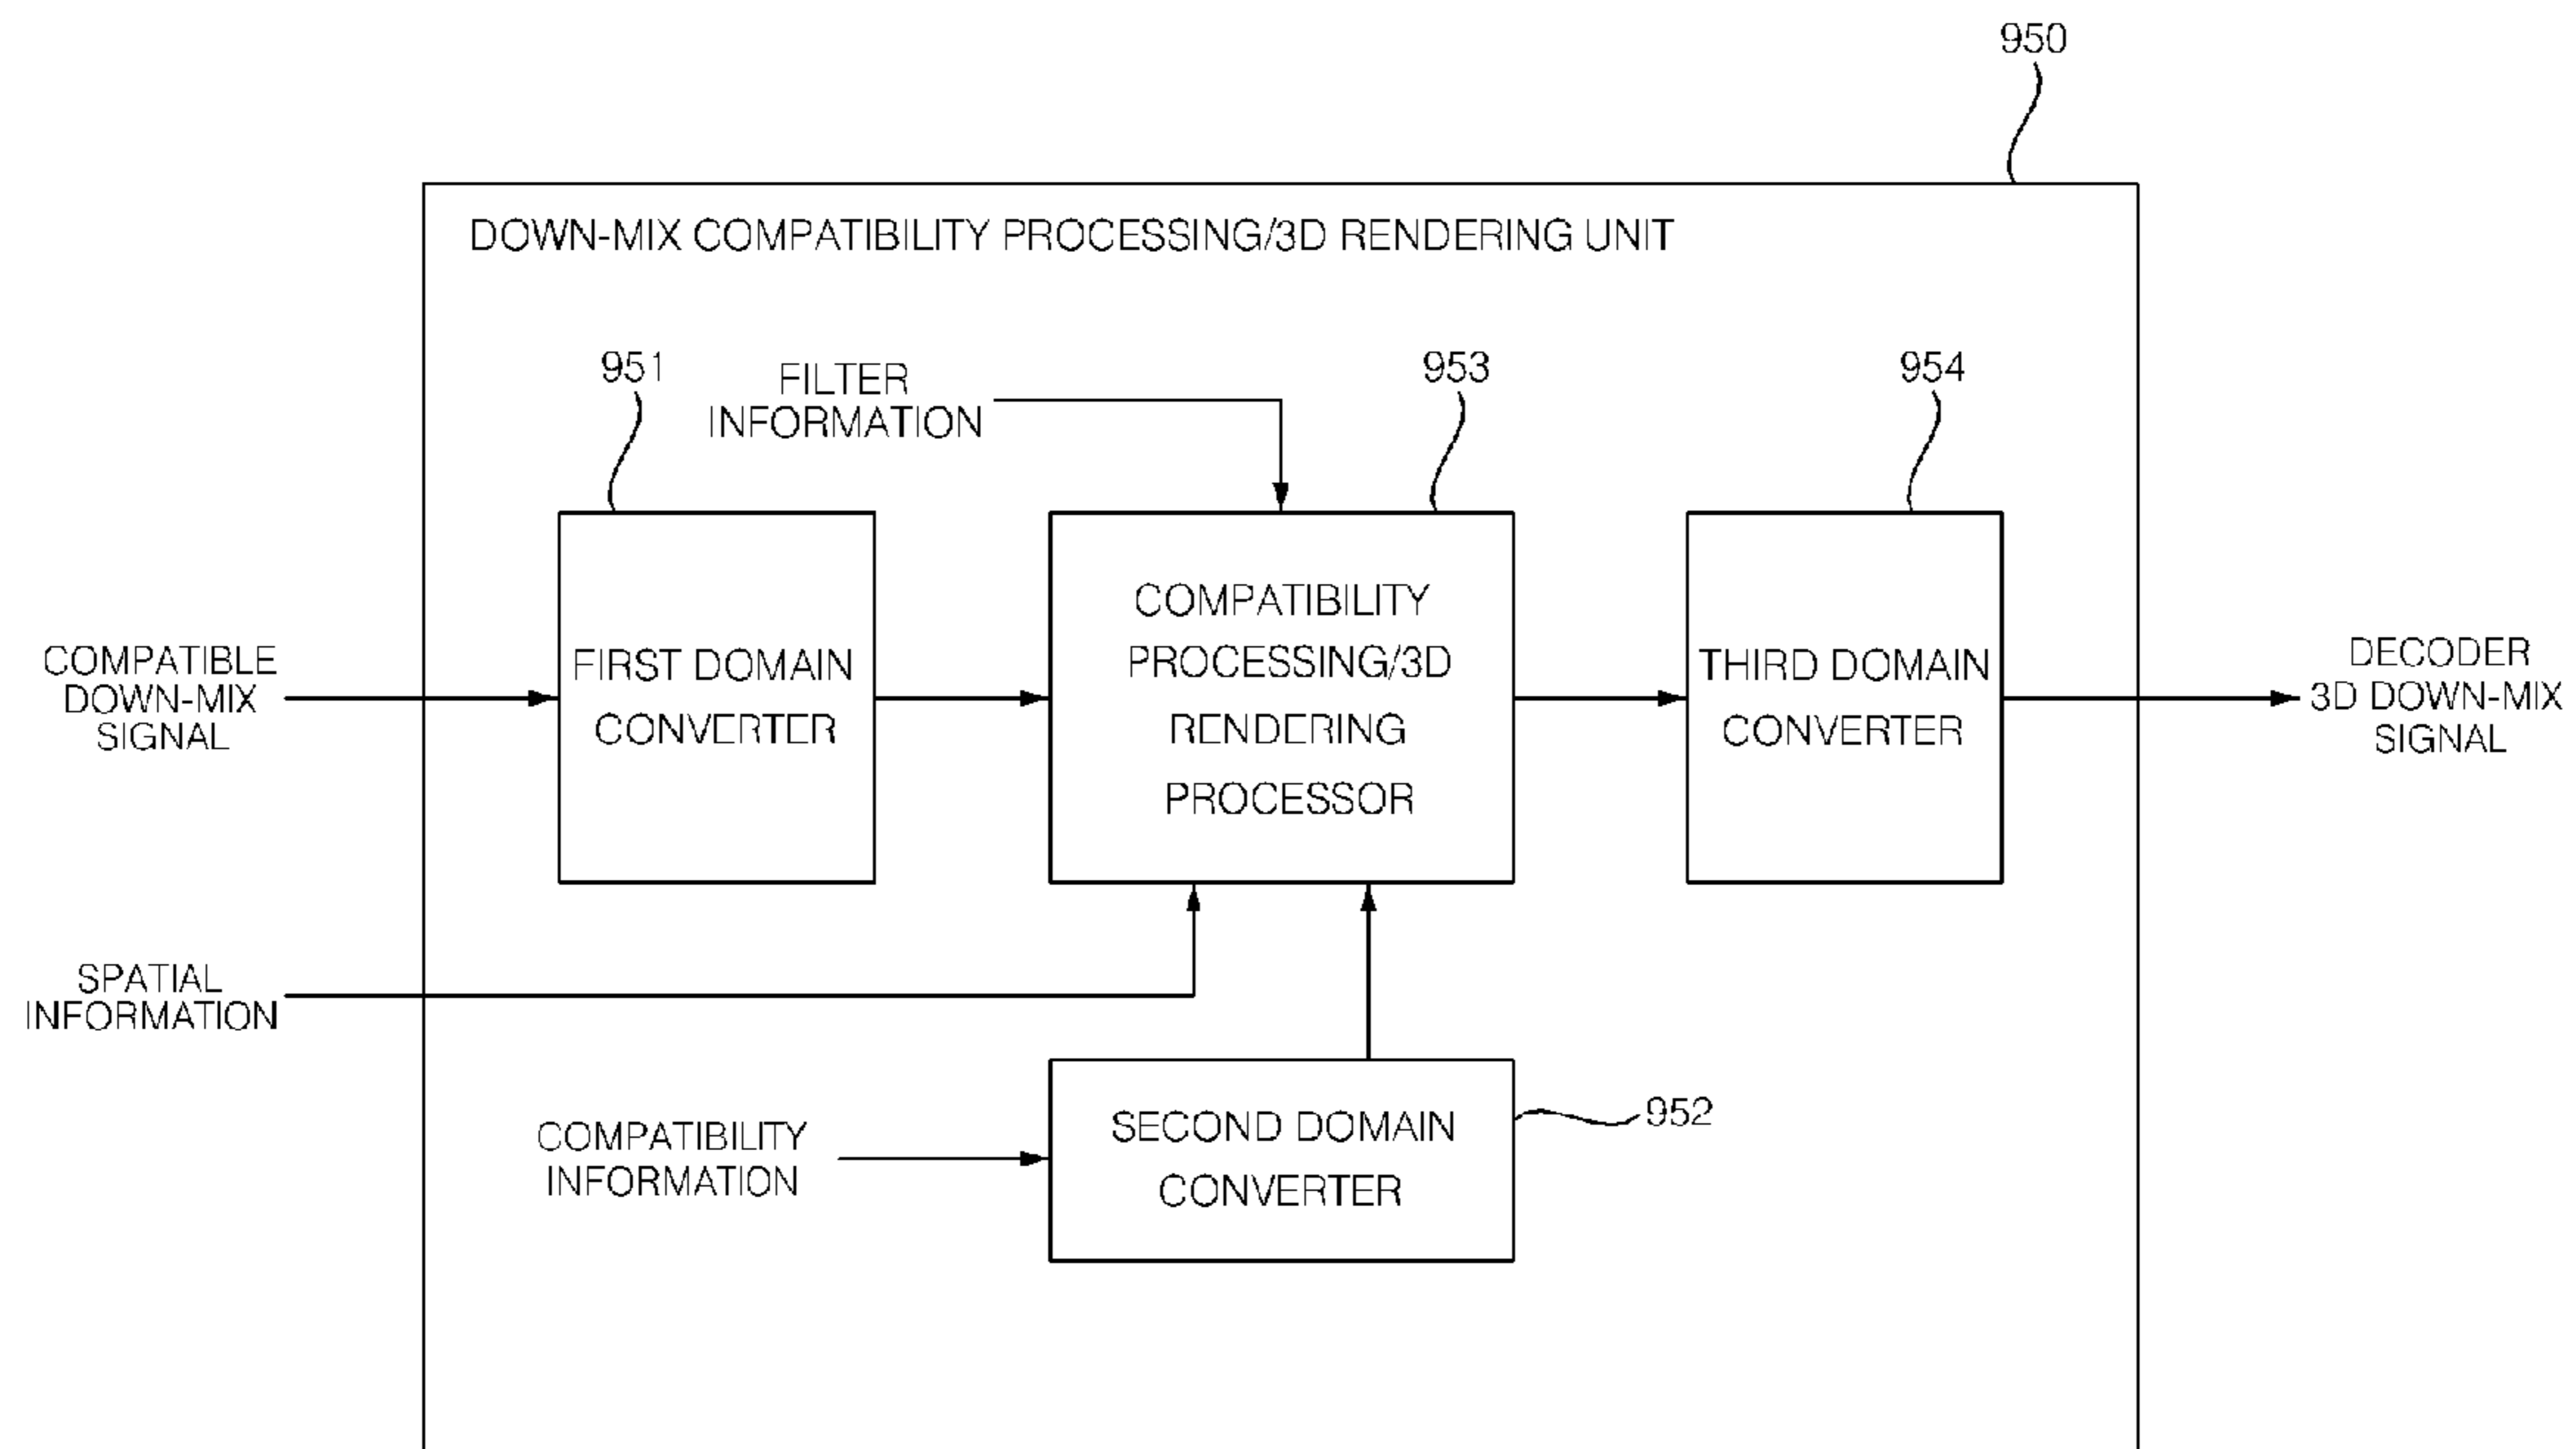 950
DOWN-MIX COMPATIBILITY PROCESSING/3D RENDERING UNIT
951
FILTER
INFORMATION
953
954
COMPATIBLE
DOWN-MIX
SIGNAL
FIRST DOMAIN
CONVERTER
COMPATIBILITY
PROCESSING/3D
RENDERING
PROCESSOR
THIRD DOMAIN
CONVERTER
DECODER
3D DOWN-MIX
SIGNAL
SPATIAL
INFORMATION
COMPATIBILITY
INFORMATION
SECOND DOMAIN
CONVERTER
952